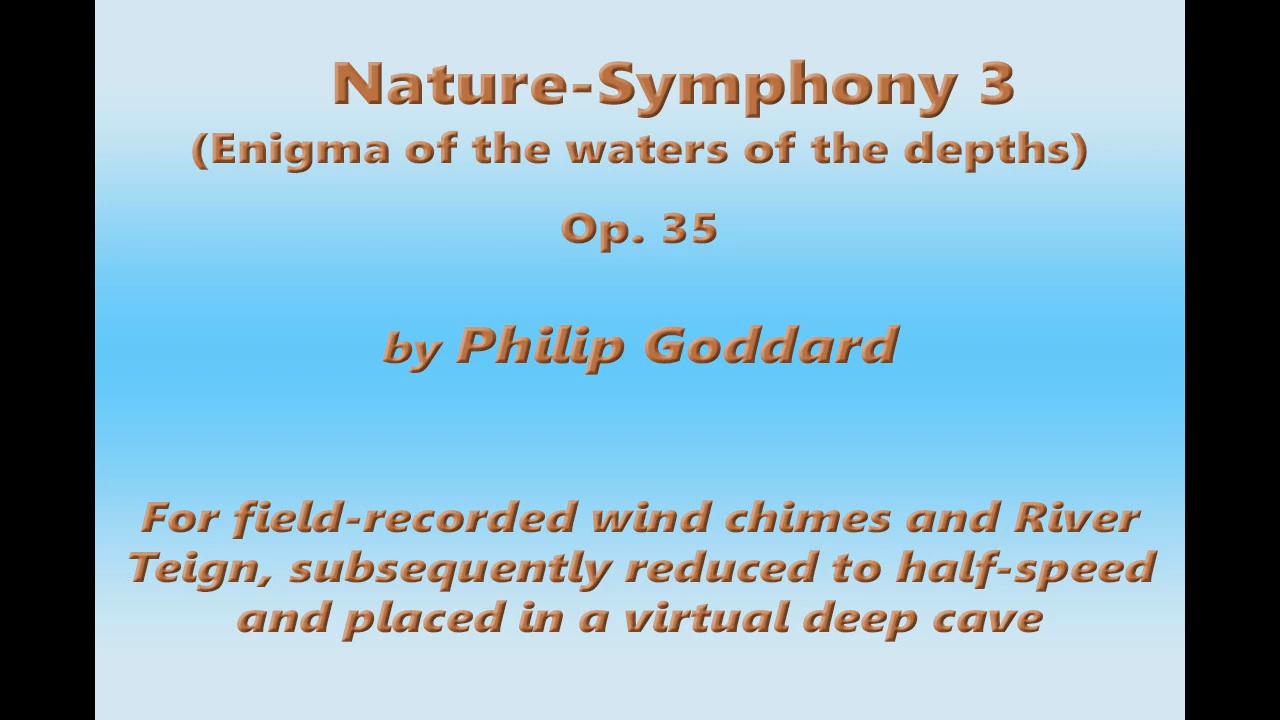 Nature-Symphony 3
(Enigma of the waters of the depths)
Op. 35
by Philip Goddard
For field-recorded wind chimes and River
Teign, subsequently reduced to half-speed
and placed in a virtual deep cave